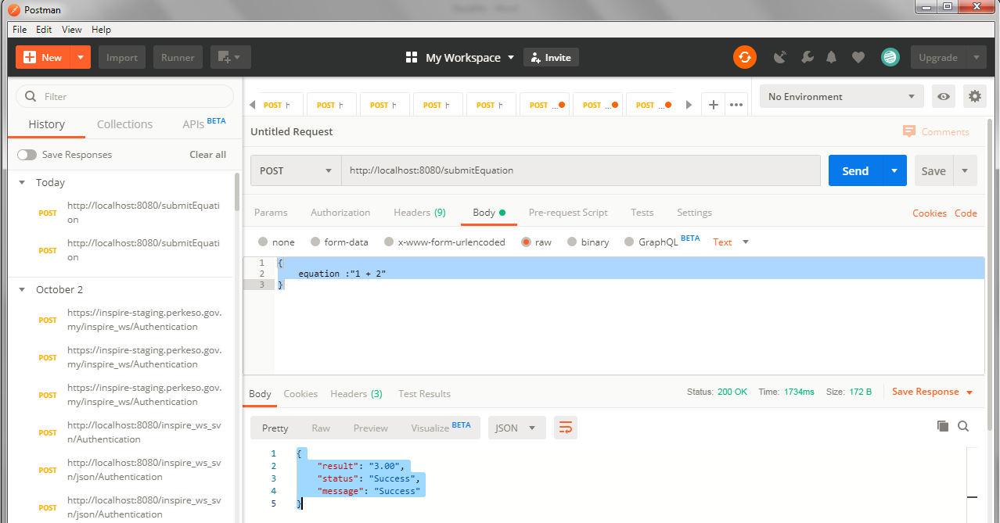 Postman
File Edit View Help
New Import Runner My Workspace Invite Upgrade
Filter
History Collections APIs BETA
Save Responses Clear all
Today
POST http://localhost:8080/submitEquati
on
POST http://localhost:8080/submitEquati
on
October 2
POST https://inspire-staging.perkeso.gov.
my/inspire_ws/Authentication
POST https://inspire-staging.perkeso.gov.
my/inspire_ws/Authentication
POST https://inspire-staging.perkeso.gov.
my/inspire_ws/Authentication
POST http://localhost:8080/inspire_ws_sv
n/Authentication
POST http://localhost:8080/inspire_ws_sv
n/json/Authentication
POST http://localhost:8080/inspire_ws_sv
n/json/Authentication
POST POST POST POST POST POST ... POST ... POST ... + ••• No Environment
Untitled Request Comments
POST http://localhost:8080/submitEquation Send Save
Params Authorization Headers (9) Body Pre-request Script Tests Settings Cookies Code
none form-data x-www-form-urlencoded raw binary GraphQL BETA Text
1 {
2 equation :"1 + 2"
3 }
Body Cookies Headers (3) Test Results Status: 200 OK Time: 1734ms Size: 172 B Save Response
Pretty Raw Preview Visualize BETA JSON
1 {
2 "result": "3.00",
3 "status": "Success",
4 "message": "Success"
5 }